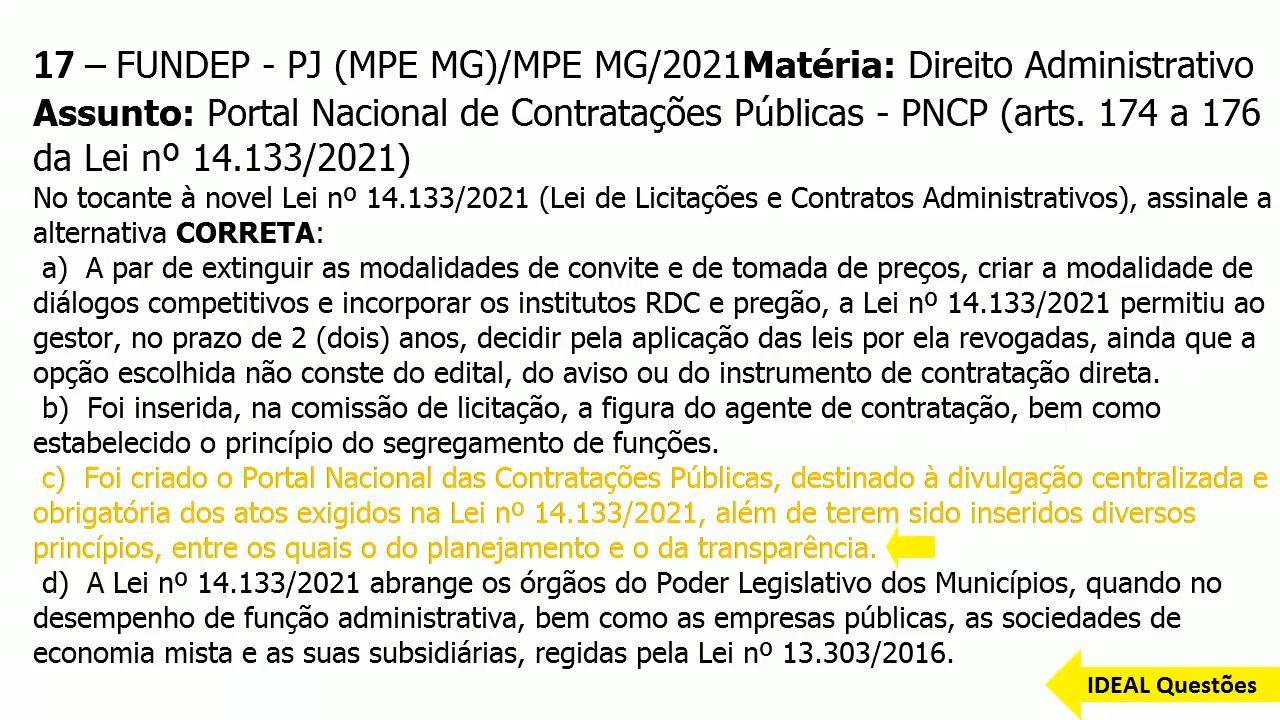 17 – FUNDEP - PJ (MPE MG)/MPE MG/2021Matéria: Direito Administrativo
Assunto: Portal Nacional de Contratações Públicas - PNCP (arts. 174 a 176
da Lei nº 14.133/2021)
No tocante à novel Lei nº 14.133/2021 (Lei de Licitações e Contratos Administrativos), assinale a
alternativa CORRETA:
a) A par de extinguir as modalidades de convite e de tomada de preços, criar a modalidade de
diálogos competitivos e incorporar os institutos RDC e pregão, a Lei nº 14.133/2021 permitiu ao
gestor, no prazo de 2 (dois) anos, decidir pela aplicação das leis por ela revogadas, ainda que a
opção escolhida não conste do edital, do aviso ou do instrumento de contratação direta.
b) Foi inserida, na comissão de licitação, a figura do agente de contratação, bem como
estabelecido o princípio do segregamento de funções.
c) Foi criado o Portal Nacional das Contratações Públicas, destinado à divulgação centralizada e
obrigatória dos atos exigidos na Lei nº 14.133/2021, além de terem sido inseridos diversos
princípios, entre os quais o do planejamento e o da transparência.
d) A Lei nº 14.133/2021 abrange os órgãos do Poder Legislativo dos Municípios, quando no
desempenho de função administrativa, bem como as empresas públicas, as sociedades de
economia mista e as suas subsidiárias, regidas pela Lei nº 13.303/2016.
IDEAL Questões